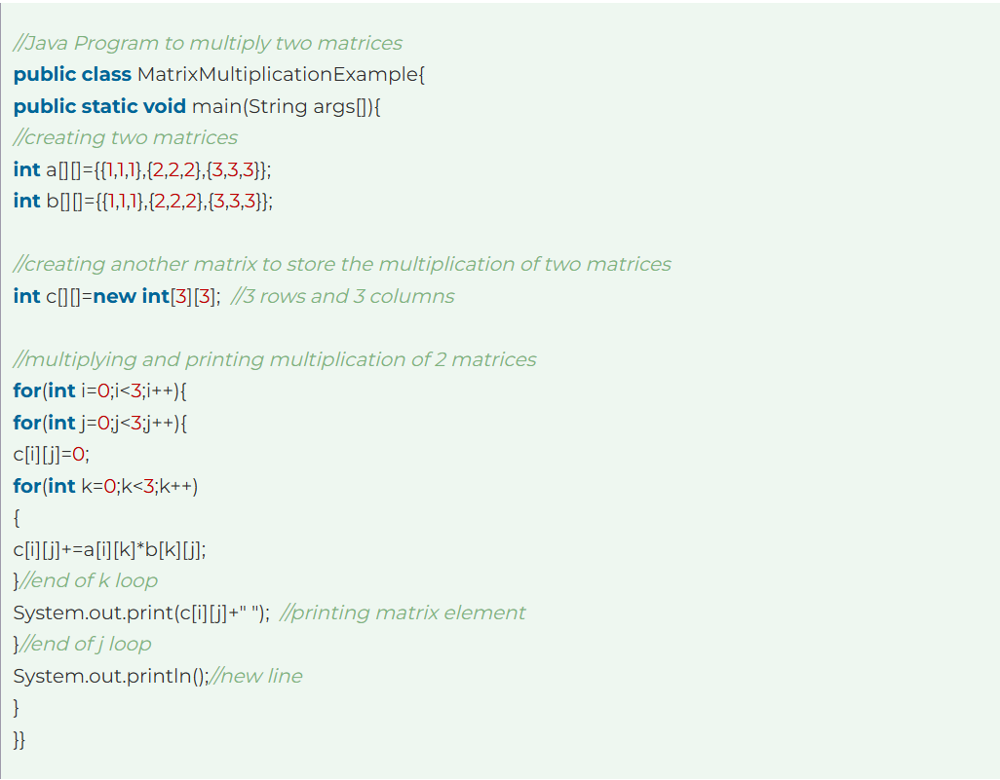 //Java Program to multiply two matrices
public class MatrixMultiplicationExample{
public static void main(String args[]){
//creating two matrices
int a[][]={{1,1,1},{2,2,2},{3,3,3}};
int b[][]={{1,1,1},{2,2,2},{3,3,3}};
//creating another matrix to store the multiplication of two matrices
int c[][]=new int[3][3];  //3 rows and 3 columns
//multiplying and printing multiplication of 2 matrices
for(int i=0;i<3;i++){
for(int j=0;j<3;j++){
c[i][j]=0;
for(int k=0;k<3;k++)
{
c[i][j]+=a[i][k]*b[k][j];
}//end of k loop
System.out.print(c[i][j]+" ");  //printing matrix element
}//end of j loop
System.out.println();//new line
}
}}